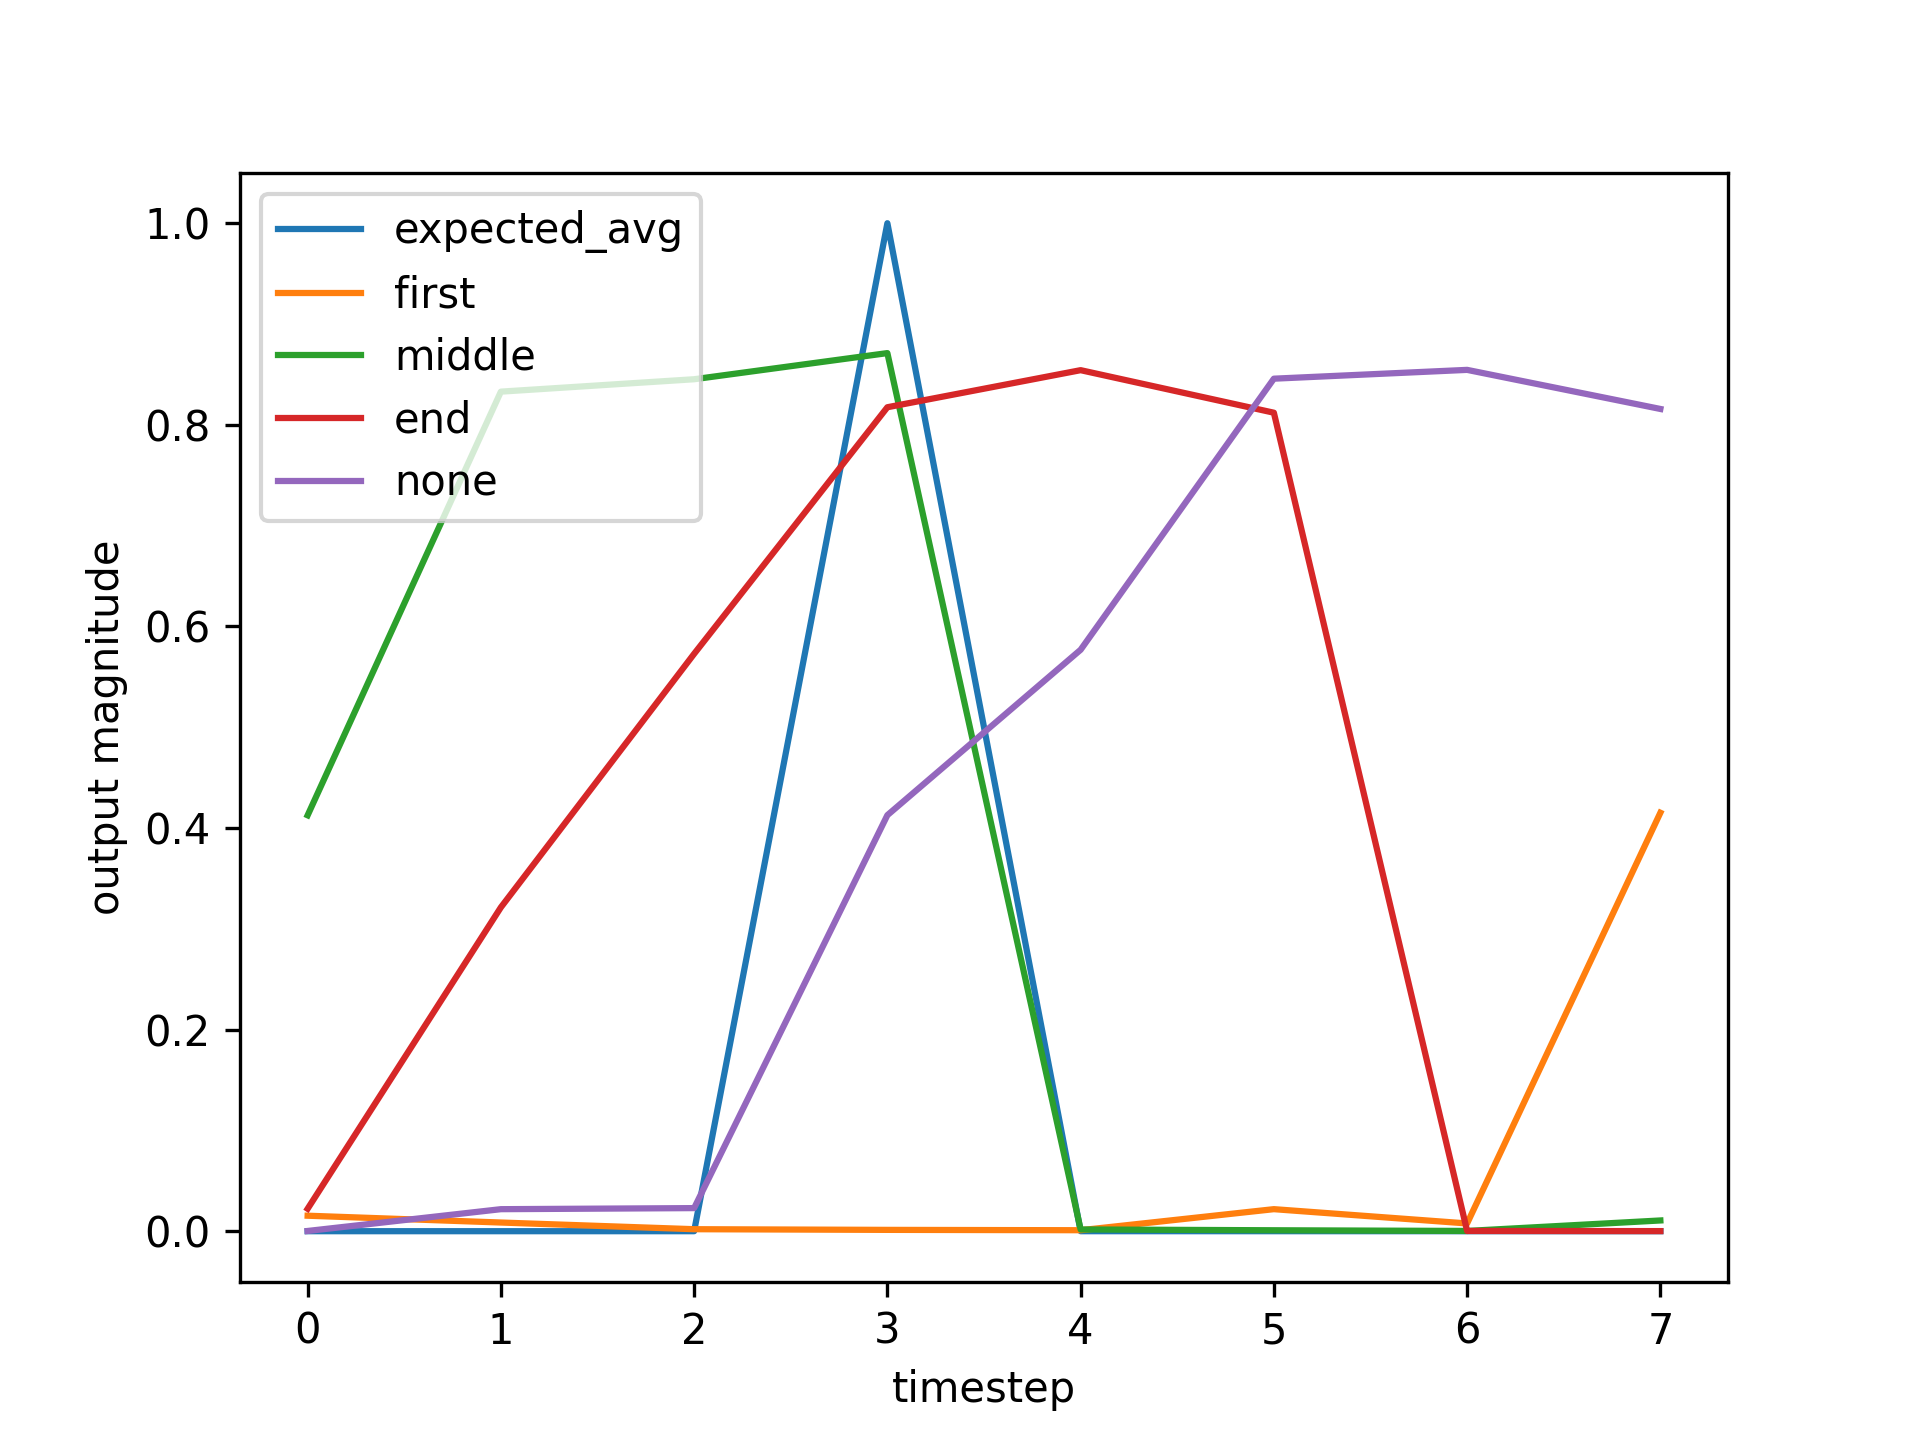 expected_avg
first
middle
end
none
output magnitude
1.0
0.8
0.6
0.4
0.2
0.0
0 1 2 3 4 5 6 7
timestep